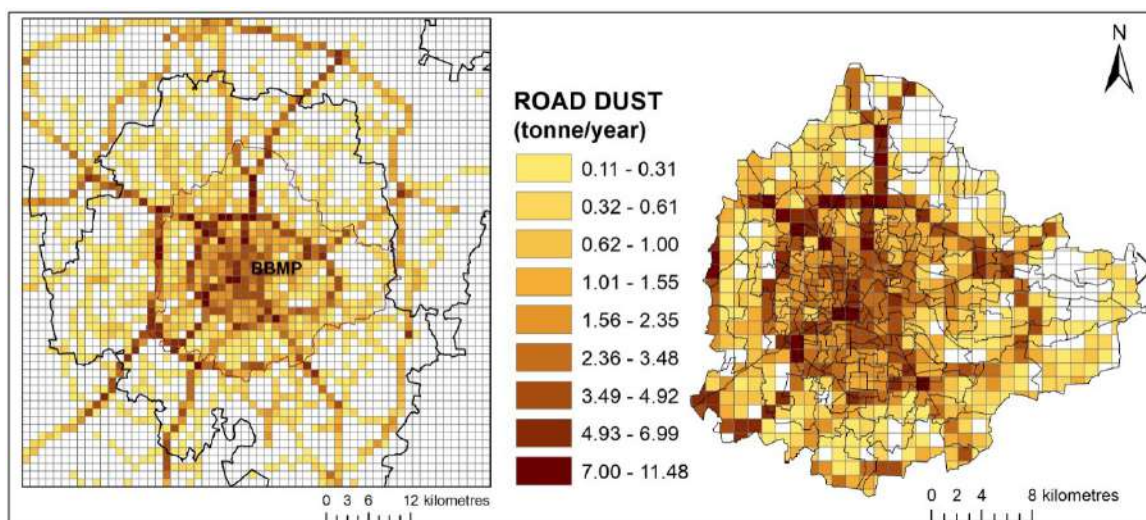 BBMP
0 3 6 12 kilometres
ROAD DUST
(tonne/year)
0.11 - 0.31
0.32 - 0.61
0.62 - 1.00
1.01 - 1.55
1.56 - 2.35
2.36 - 3.48
3.49 - 4.92
4.93 - 6.99
7.00 - 11.48
N
0 2 4 8 kilometres